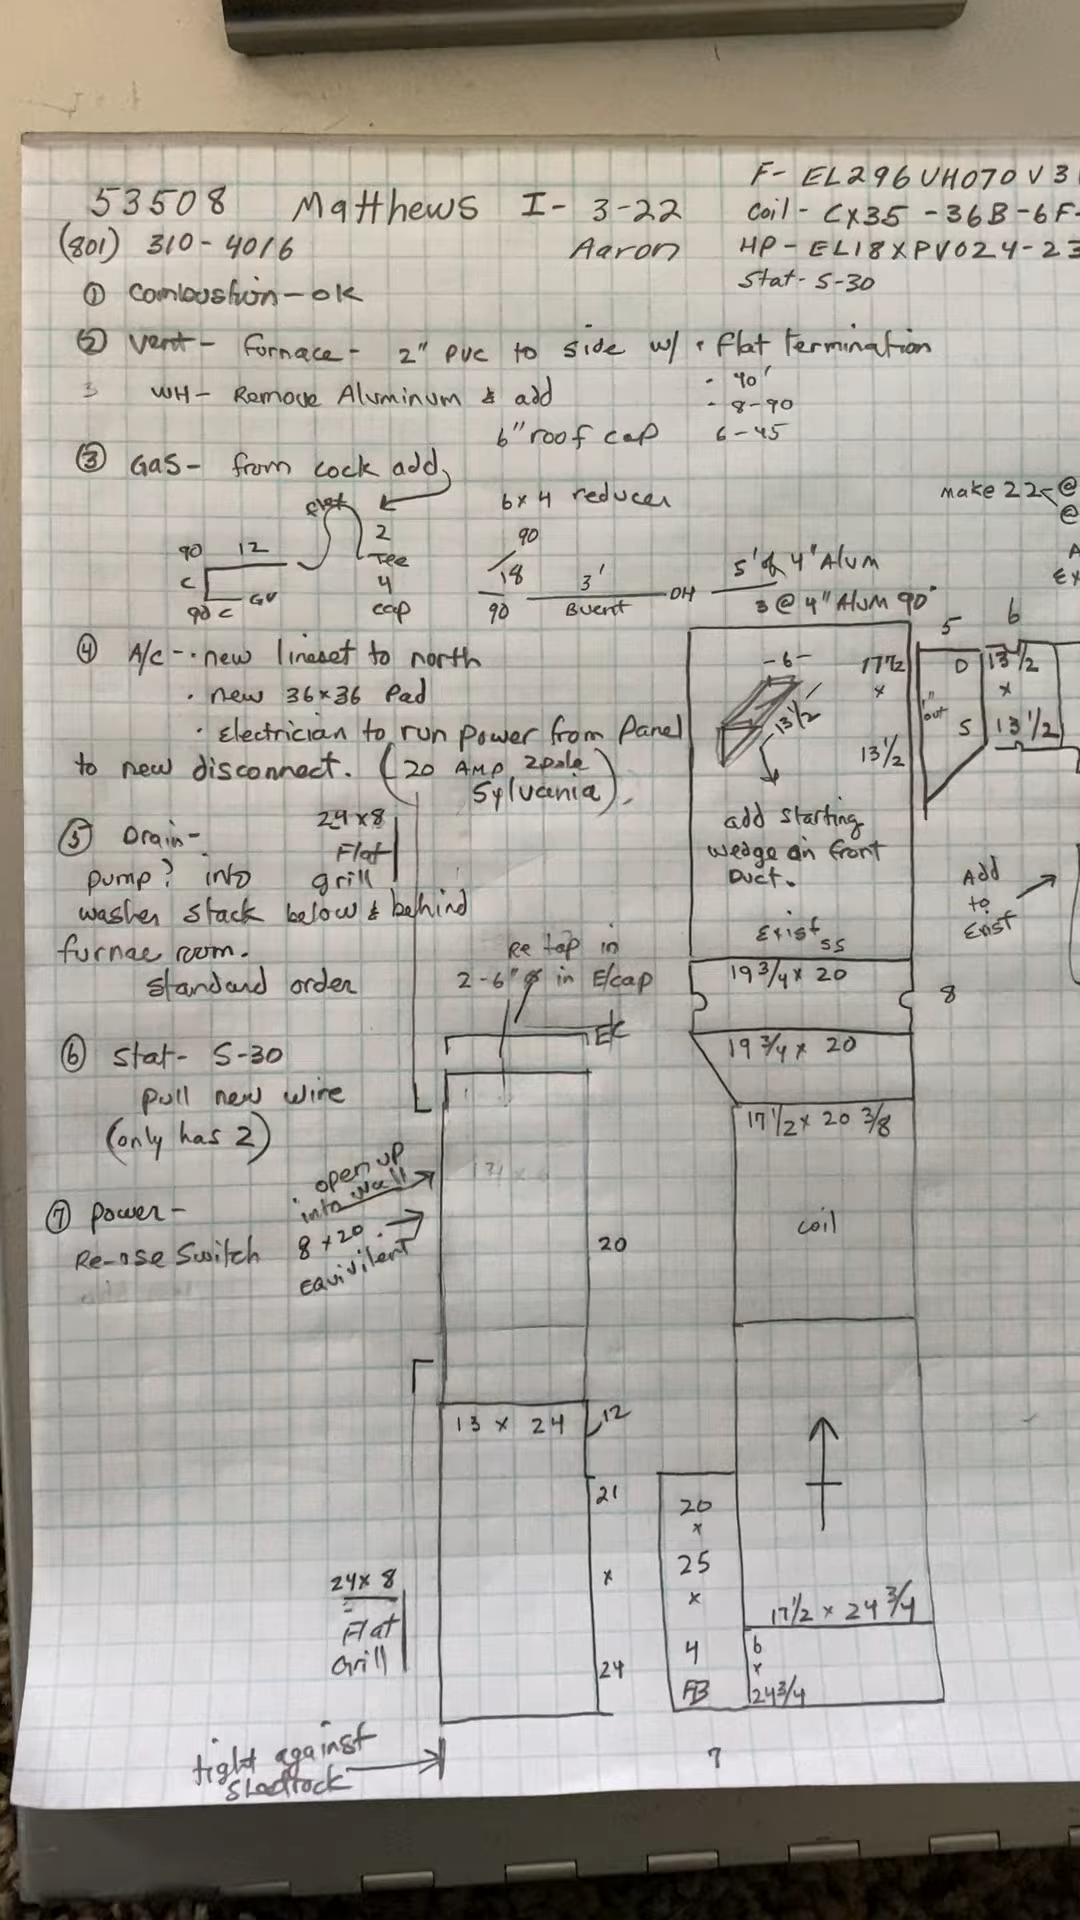 53508 Matthews I- 3-22
(801) 310-4016 Aaron
F- EL296UH070V3
Coil- CX35-36B-6F-
HP- EL18XPV024-23
Stat- S-30
① Combustion-ok
② Vent- furnace- 2" PVC to side w/ • flat termination
• 40'
• 8-90
6-45
3 WH- Remove Aluminum & add
6" roof cap
③ Gas- from cock add
flex
90 12
C
90 C GV
2
Tee
4
cap
6x4 reducer
90
18
90
3'
Bvent
OH
5' of 4" Alum
3 @ 4" Alum 90°
make 22- @
@
④ A/C- • new lineset to north
• new 36x36 Pad
• Electrician to run power from Panel
to new disconnect. (20 AMP 2pole
Sylvania).
⑤ Drain-
pump? into
washer stack below & behind
furnac room.
standard order
24x8
Flat
grill
Re tap in
2-6" ø in E/cap
EK
⑥ Stat- S-30
pull new wire
(only has 2)
⑦ Power-
Re-use Switch
• open up
into wall
8x20
Equivilent
20
13 x 24
12
21
x
24
24x8
Flat
Grill
tight against
Sheetrock
-6-
13 1/2
17 1/2
x
13 1/2
add starting
wedge on front
Duct.
Exist
SS
19 3/4 x 20
8
19 3/4 x 20
17 1/2 x 20 3/8
coil
17 1/2 x 24 3/4
6
x
24 3/4
20
x
25
x
4
FB
7
5
D
S
1" out
6
13 1/2
x
13 1/2
Add
to
Exist